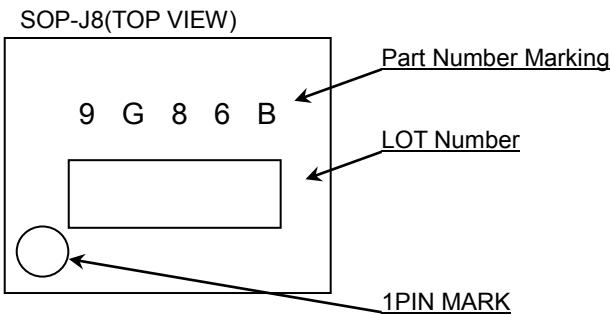 SOP-J8(TOP VIEW)
Part Number Marking
9 G 8 6 B
LOT Number
1PIN MARK